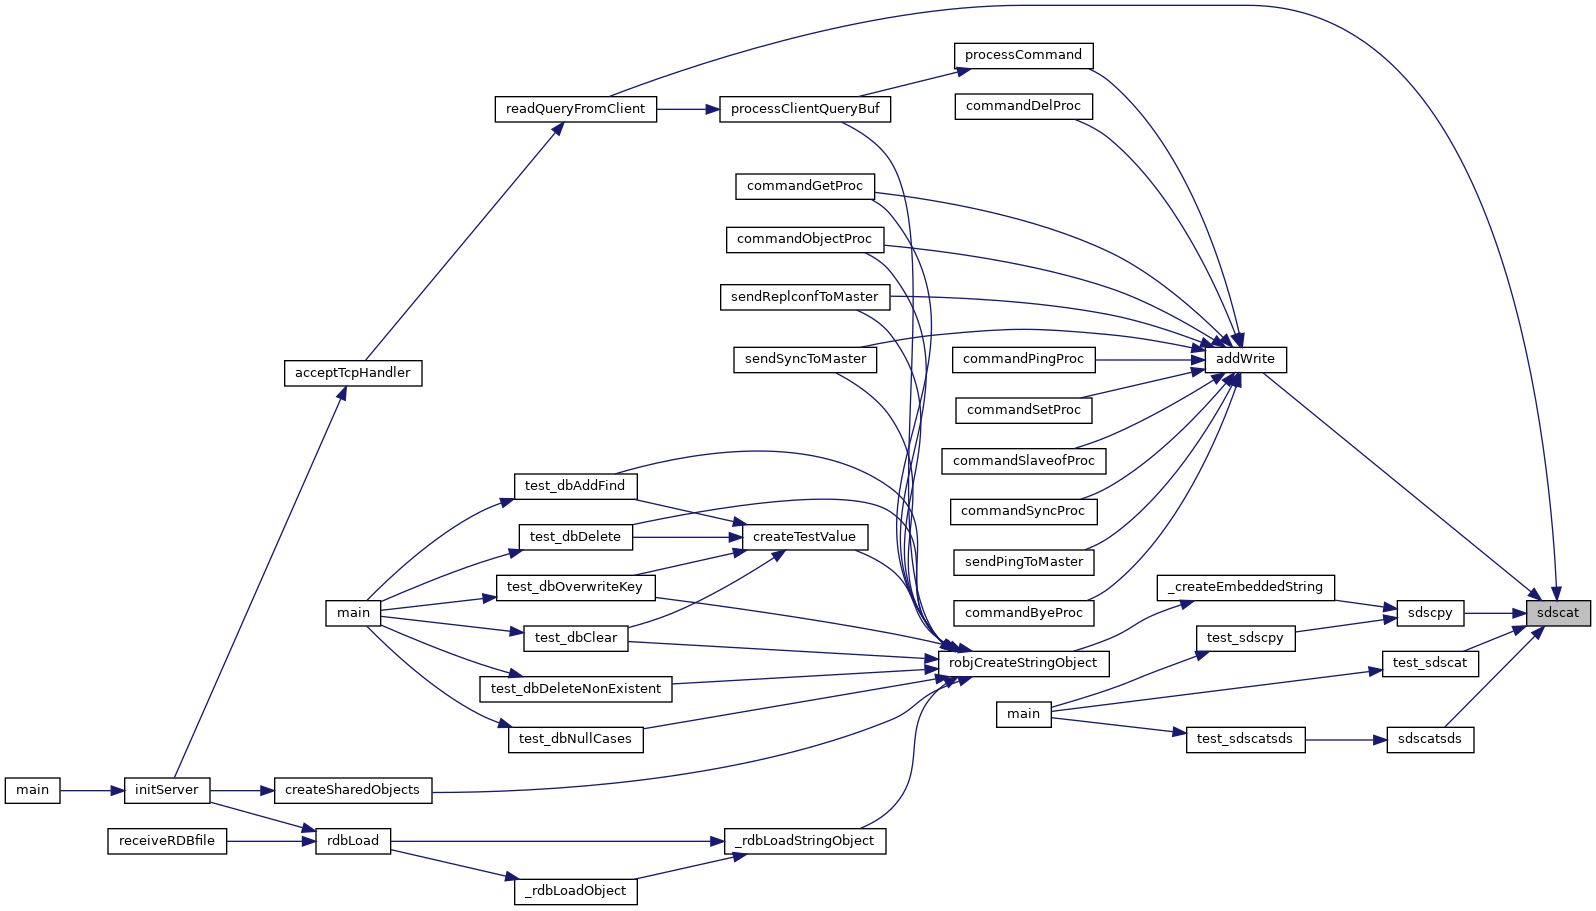 processCommand
commandDelProc
readQueryFromClient
processClientQueryBuf
commandGetProc
commandObjectProc
sendReplconfToMaster
sendSyncToMaster
commandPingProc
addWrite
acceptTcpHandler
commandSetProc
commandSlaveofProc
test_dbAddFind
commandSyncProc
test_dbDelete
createTestValue
sendPingToMaster
test_dbOverwriteKey
_createEmbeddedString
main
commandByeProc
sdscpy
sdscat
test_dbClear
test_sdscpy
robjCreateStringObject
test_sdscat
test_dbDeleteNonExistent
main
test_dbNullCases
test_sdscatsds
sdscatsds
main
initServer
createSharedObjects
receiveRDBfile
rdbLoad
_rdbLoadStringObject
_rdbLoadObject